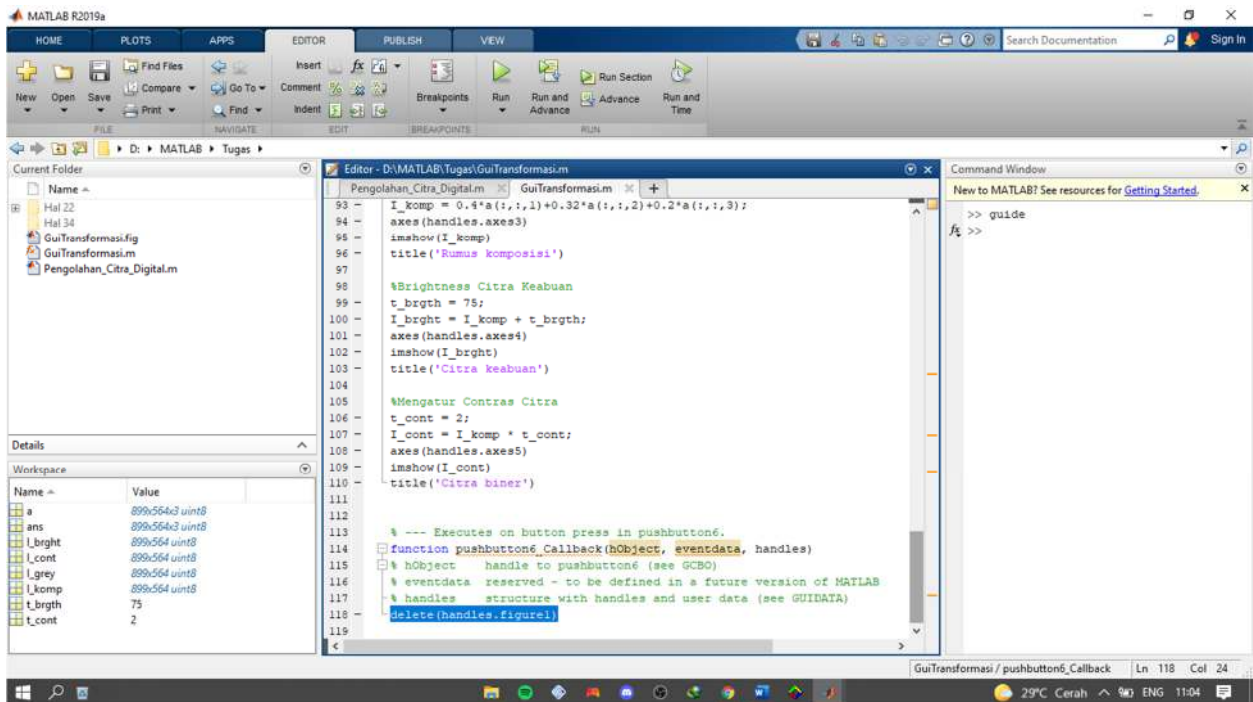 MATLAB R2019a
HOME PLOTS APPS EDITOR PUBLISH VIEW Search Documentation Sign In
New Open Save Find Files Compare Print Go To Find Insert Comment Indent fx Breakpoints Run Run and Advance Run Section Advance Run and Time
FILE NAVIGATE EDIT BREAKPOINTS RUN
D: MATLAB Tugas
Current Folder
Name
Hal 22
Hal 34
GuiTransformasi.fig
GuiTransformasi.m
Pengolahan_Citra_Digital.m
Details
Workspace
Name Value
a 899x564x3 uint8
ans 899x564x3 uint8
I_brght 899x564 uint8
I_cont 899x564 uint8
I_grey 899x564 uint8
I_komp 899x564 uint8
t_brgth 75
t_cont 2
Editor - D:\MATLAB\Tugas\GuiTransformasi.m
Pengolahan_Citra_Digital.m GuiTransformasi.m +
93 - I_komp = 0.4*a(:,:,1)+0.32*a(:,:,2)+0.2*a(:,:,3);
94 - axes(handles.axes3)
95 - imshow(I_komp)
96 - title('Rumus komposisi')
97
98 %Brightness Citra Keabuan
99 - t_brgth = 75;
100 - I_brght = I_komp + t_brgth;
101 - axes(handles.axes4)
102 - imshow(I_brght)
103 - title('Citra keabuan')
104
105 %Mengatur Contras Citra
106 - t_cont = 2;
107 - I_cont = I_komp * t_cont;
108 - axes(handles.axes5)
109 - imshow(I_cont)
110 - title('Citra biner')
111
112
113 % --- Executes on button press in pushbutton6.
114 function pushbutton6_Callback(hObject, eventdata, handles)
115 % hObject handle to pushbutton6 (see GCBO)
116 % eventdata reserved - to be defined in a future version of MATLAB
117 % handles structure with handles and user data (see GUIDATA)
118 - delete(handles.figure1)
119
Command Window
New to MATLAB? See resources for Getting Started.
>> guide
fx >>
GuiTransformasi / pushbutton6_Callback Ln 118 Col 24
29°C Cerah ENG 11:04